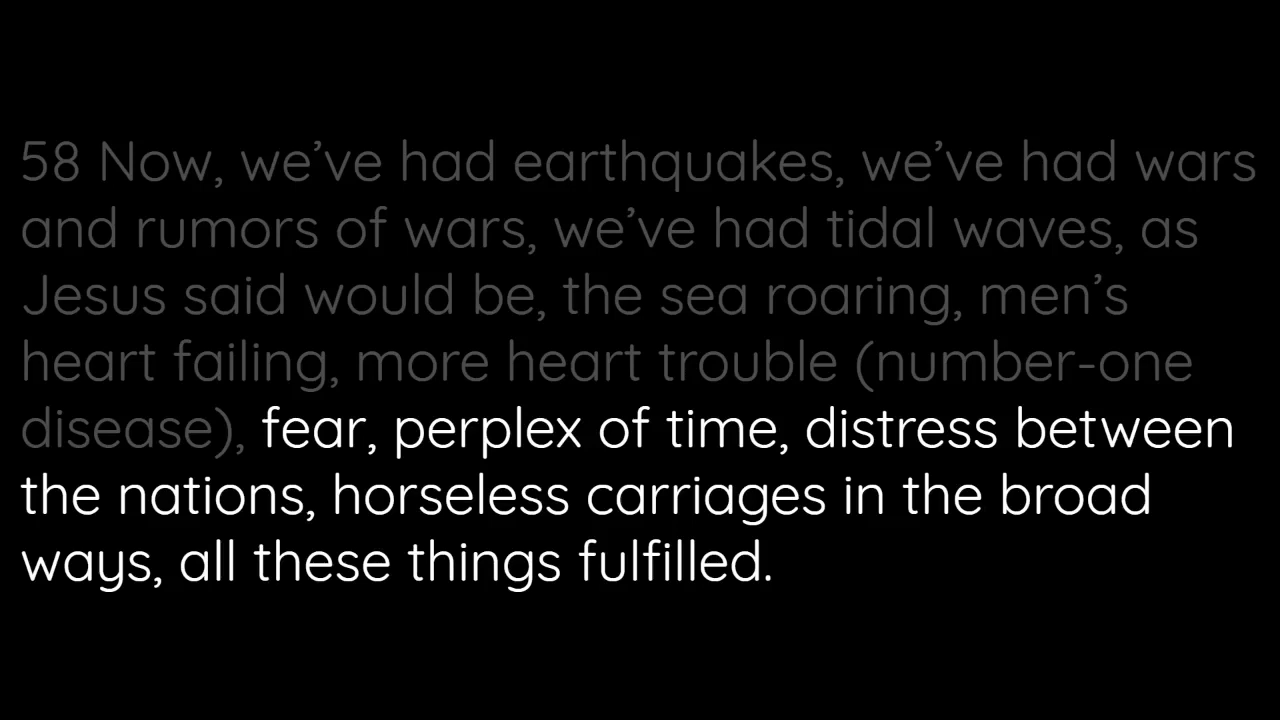 58 Now, we’ve had earthquakes, we’ve had wars
and rumors of wars, we’ve had tidal waves, as
Jesus said would be, the sea roaring, men’s
heart failing, more heart trouble (number-one
disease), fear, perplex of time, distress between
the nations, horseless carriages in the broad
ways, all these things fulfilled.